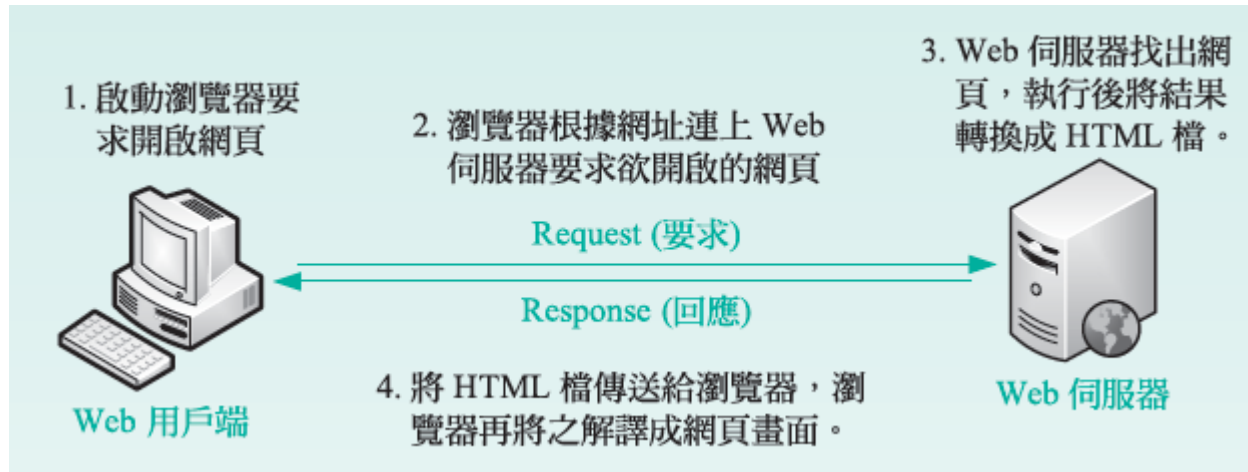 1. 啟動瀏覽器要
求開啟網頁
2. 瀏覽器根據網址連上 Web
伺服器要求欲開啟的網頁
3. Web 伺服器找出網
頁，執行後將結果
轉換成 HTML 檔。
Request (要求)
Response (回應)
4. 將 HTML 檔傳送給瀏覽器，瀏
覽器再將之解譯成網頁畫面。
Web 用戶端
Web 伺服器